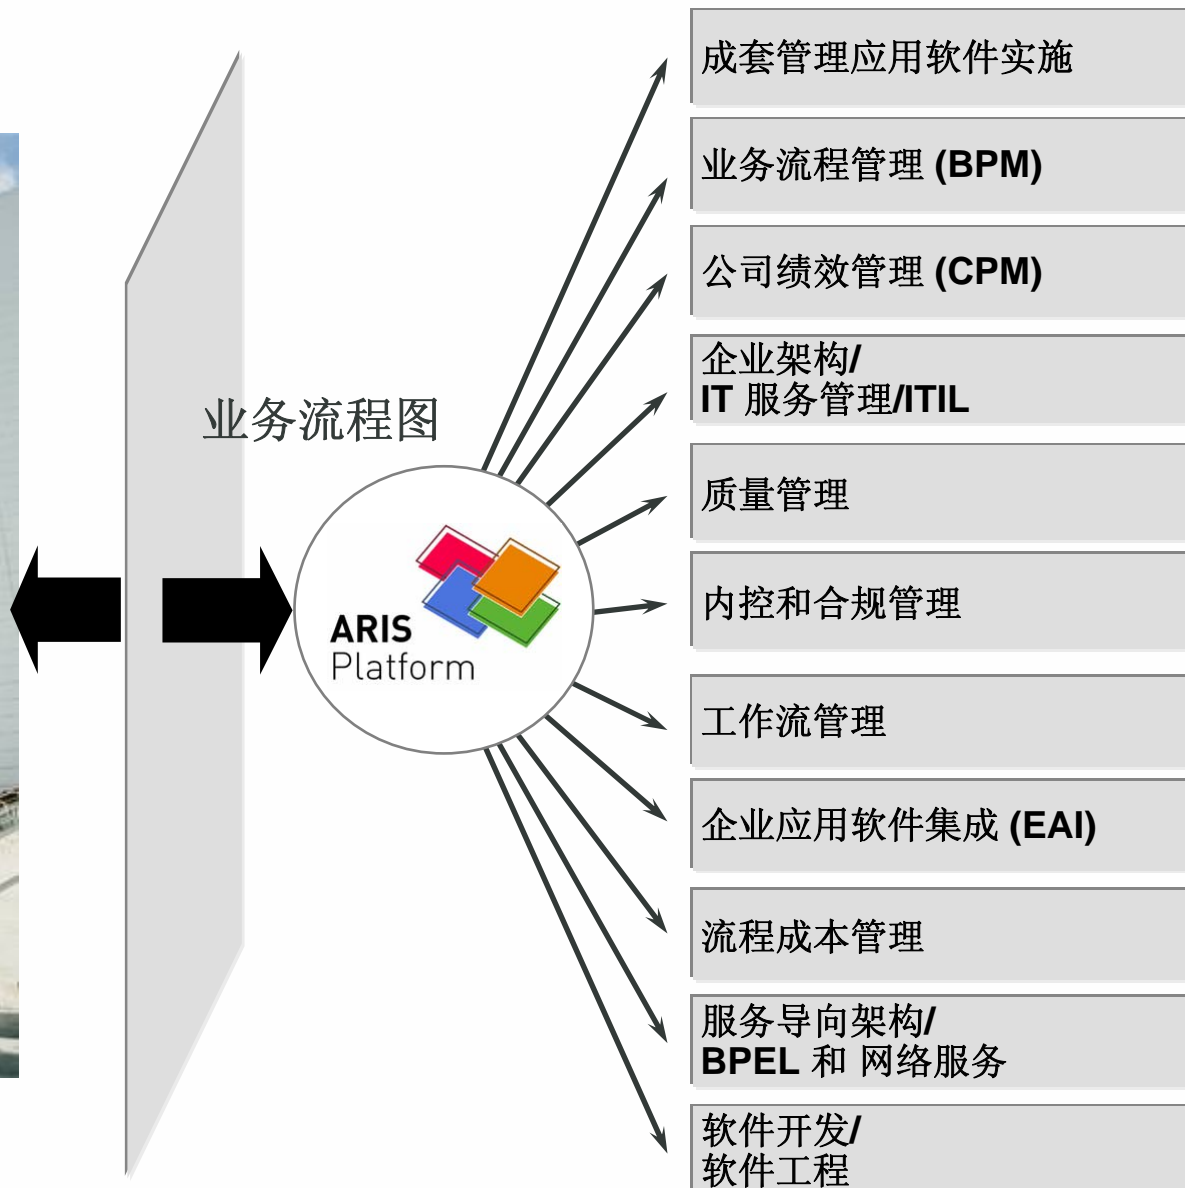 成套管理应用软件实施
业务流程管理 (BPM)
公司绩效管理 (CPM)
企业架构/
IT 服务管理/ITIL
业务流程图
质量管理
内控和合规管理
ARIS
Platform
工作流管理
企业应用软件集成 (EAI)
流程成本管理
服务导向架构/
BPEL 和 网络服务
软件开发/
软件工程